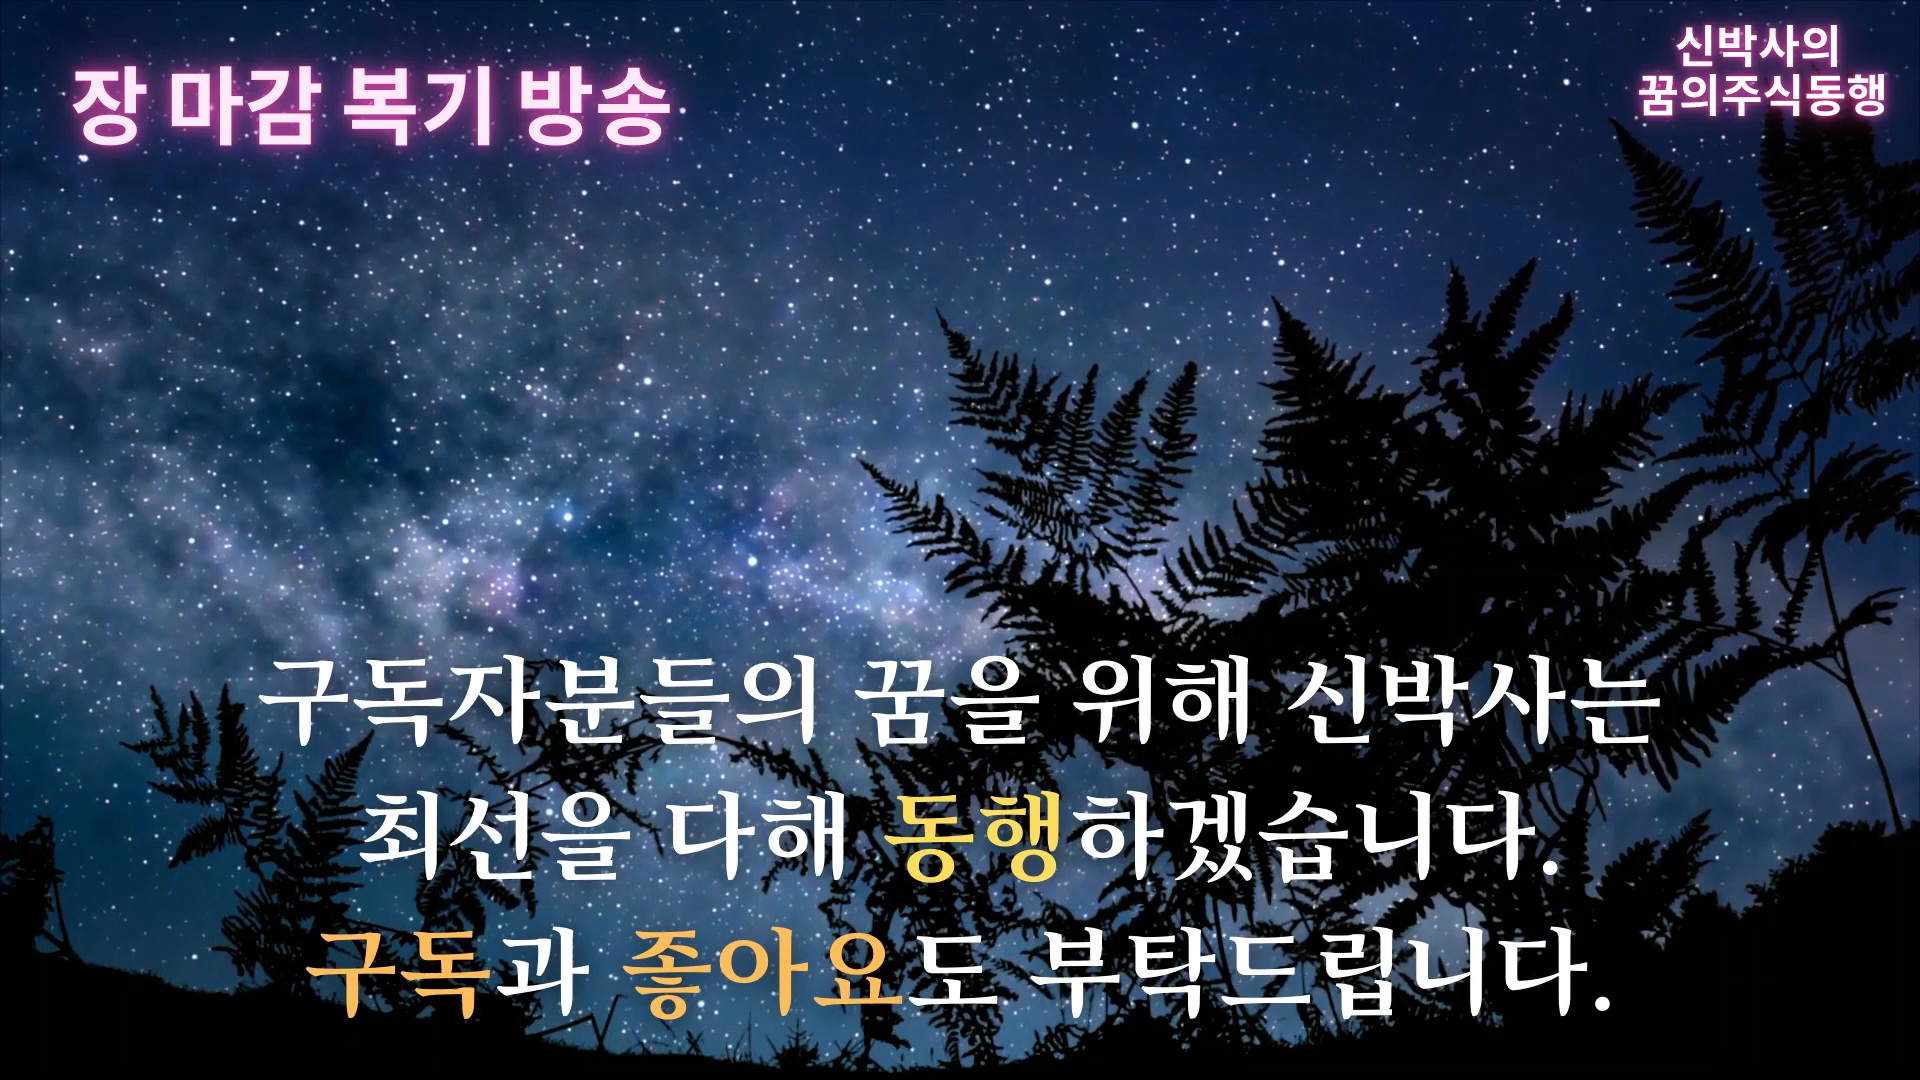 장 마감 복기 방송
신박사의
꿈의주식동행
구독자분들의 꿈을 위해 신박사는
최선을 다해 동행하겠습니다.
구독과 좋아요도 부탁드립니다.